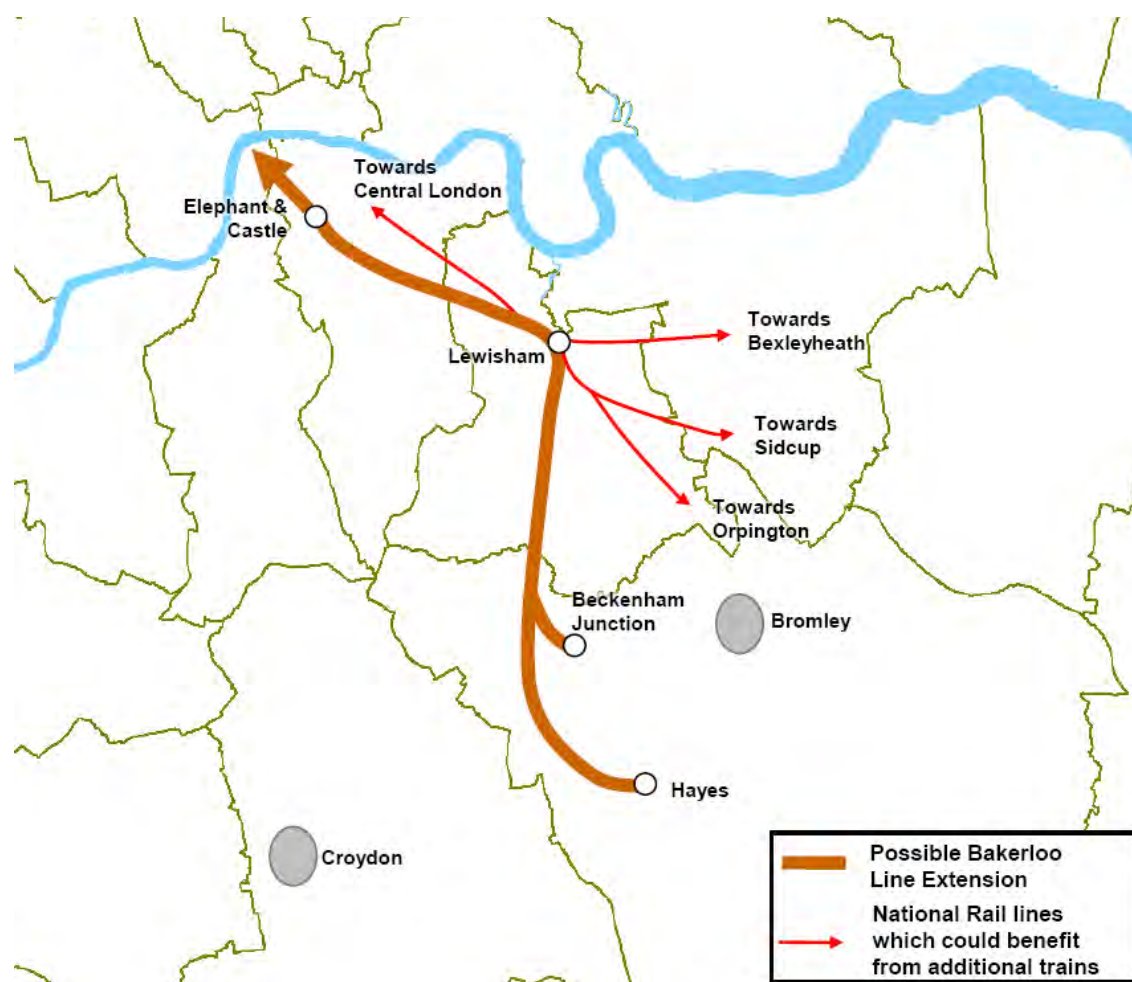 Towards
Central London
Elephant &
Castle
Towards
Bexleyheath
Lewisham
Towards
Sidcup
Towards
Orpington
Beckenham
Junction
Bromley
Hayes
Croydon
Possible Bakerloo
Line Extension
National Rail lines
which could benefit
from additional trains